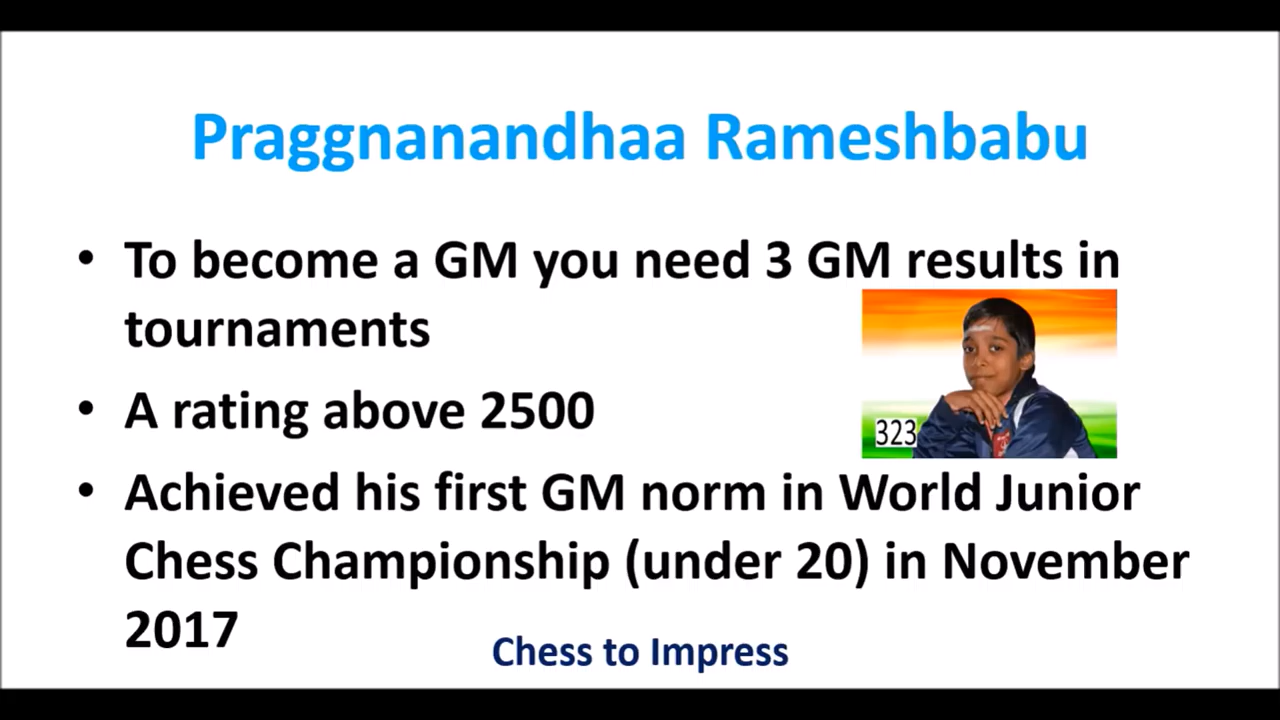 Praggnanandhaa Rameshbabu
• To become a GM you need 3 GM results in
tournaments
• A rating above 2500
323
• Achieved his first GM norm in World Junior
Chess Championship (under 20) in November
2017
Chess to Impress